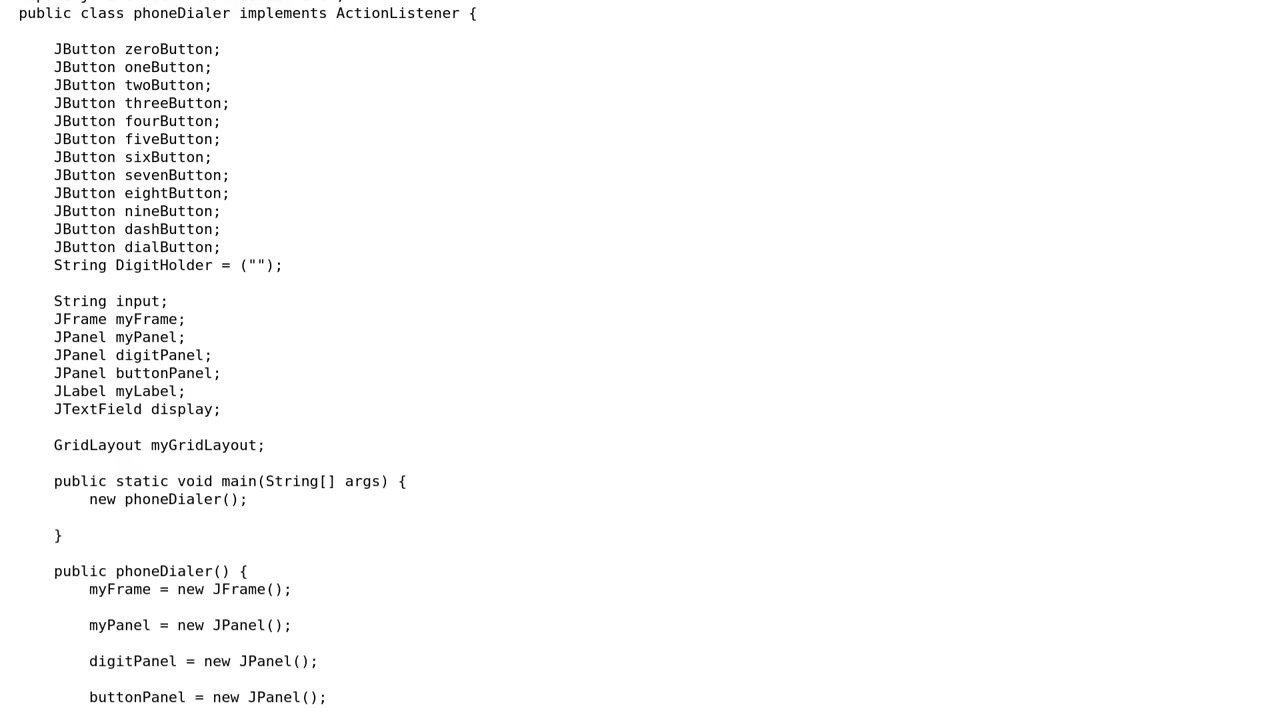 public class phoneDialer implements ActionListener {
JButton zeroButton;
JButton oneButton;
JButton twoButton;
JButton threeButton;
JButton fourButton;
JButton fiveButton;
JButton sixButton;
JButton sevenButton;
JButton eightButton;
JButton nineButton;
JButton dashButton;
JButton dialButton;
String DigitHolder = ("");
String input;
JFrame myFrame;
JPanel myPanel;
JPanel digitPanel;
JPanel buttonPanel;
JLabel myLabel;
JTextField display;
GridLayout myGridLayout;
public static void main(String[] args) {
new phoneDialer();
}
public phoneDialer() {
myFrame = new JFrame();
myPanel = new JPanel();
digitPanel = new JPanel();
buttonPanel = new JPanel();